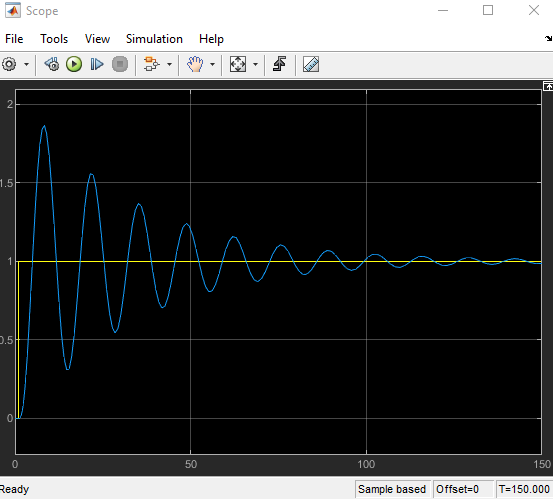 Scope
File Tools View Simulation Help
2
1.5
1
0.5
0
0 50 100 150
Ready Sample based Offset=0 T=150.000